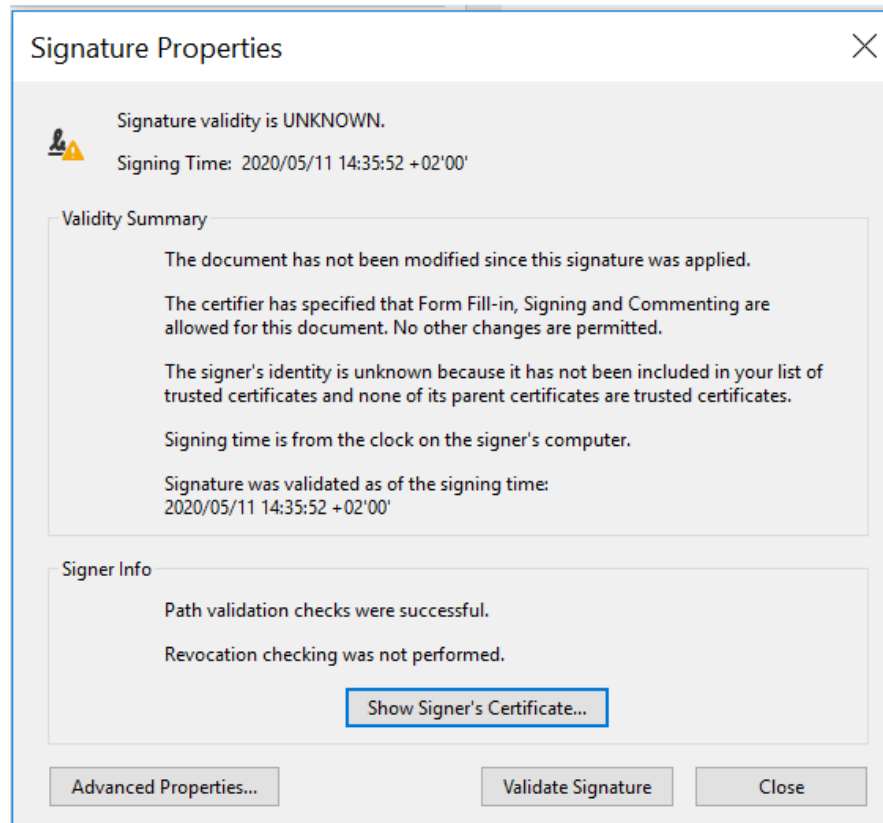 Signature Properties
Signature validity is UNKNOWN.
Signing Time: 2020/05/11 14:35:52 +02'00'
Validity Summary
The document has not been modified since this signature was applied.
The certifier has specified that Form Fill-in, Signing and Commenting are
allowed for this document. No other changes are permitted.
The signer's identity is unknown because it has not been included in your list of
trusted certificates and none of its parent certificates are trusted certificates.
Signing time is from the clock on the signer's computer.
Signature was validated as of the signing time:
2020/05/11 14:35:52 +02'00'
Signer Info
Path validation checks were successful.
Revocation checking was not performed.
Show Signer's Certificate...
Advanced Properties... Validate Signature Close